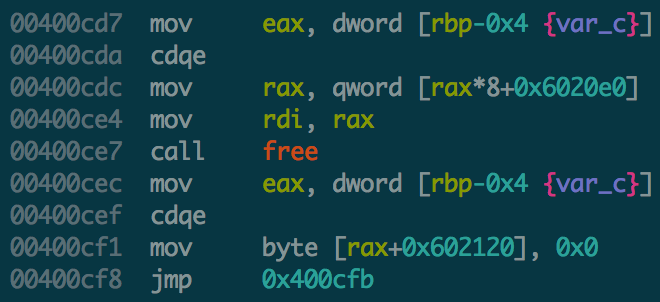 00400cd7 mov eax, dword [rbp-0x4 {var_c}]
00400cda cdqe
00400cdc mov rax, qword [rax*8+0x6020e0]
00400ce4 mov rdi, rax
00400ce7 call free
00400cec mov eax, dword [rbp-0x4 {var_c}]
00400cef cdqe
00400cf1 mov byte [rax+0x602120], 0x0
00400cf8 jmp 0x400cfb